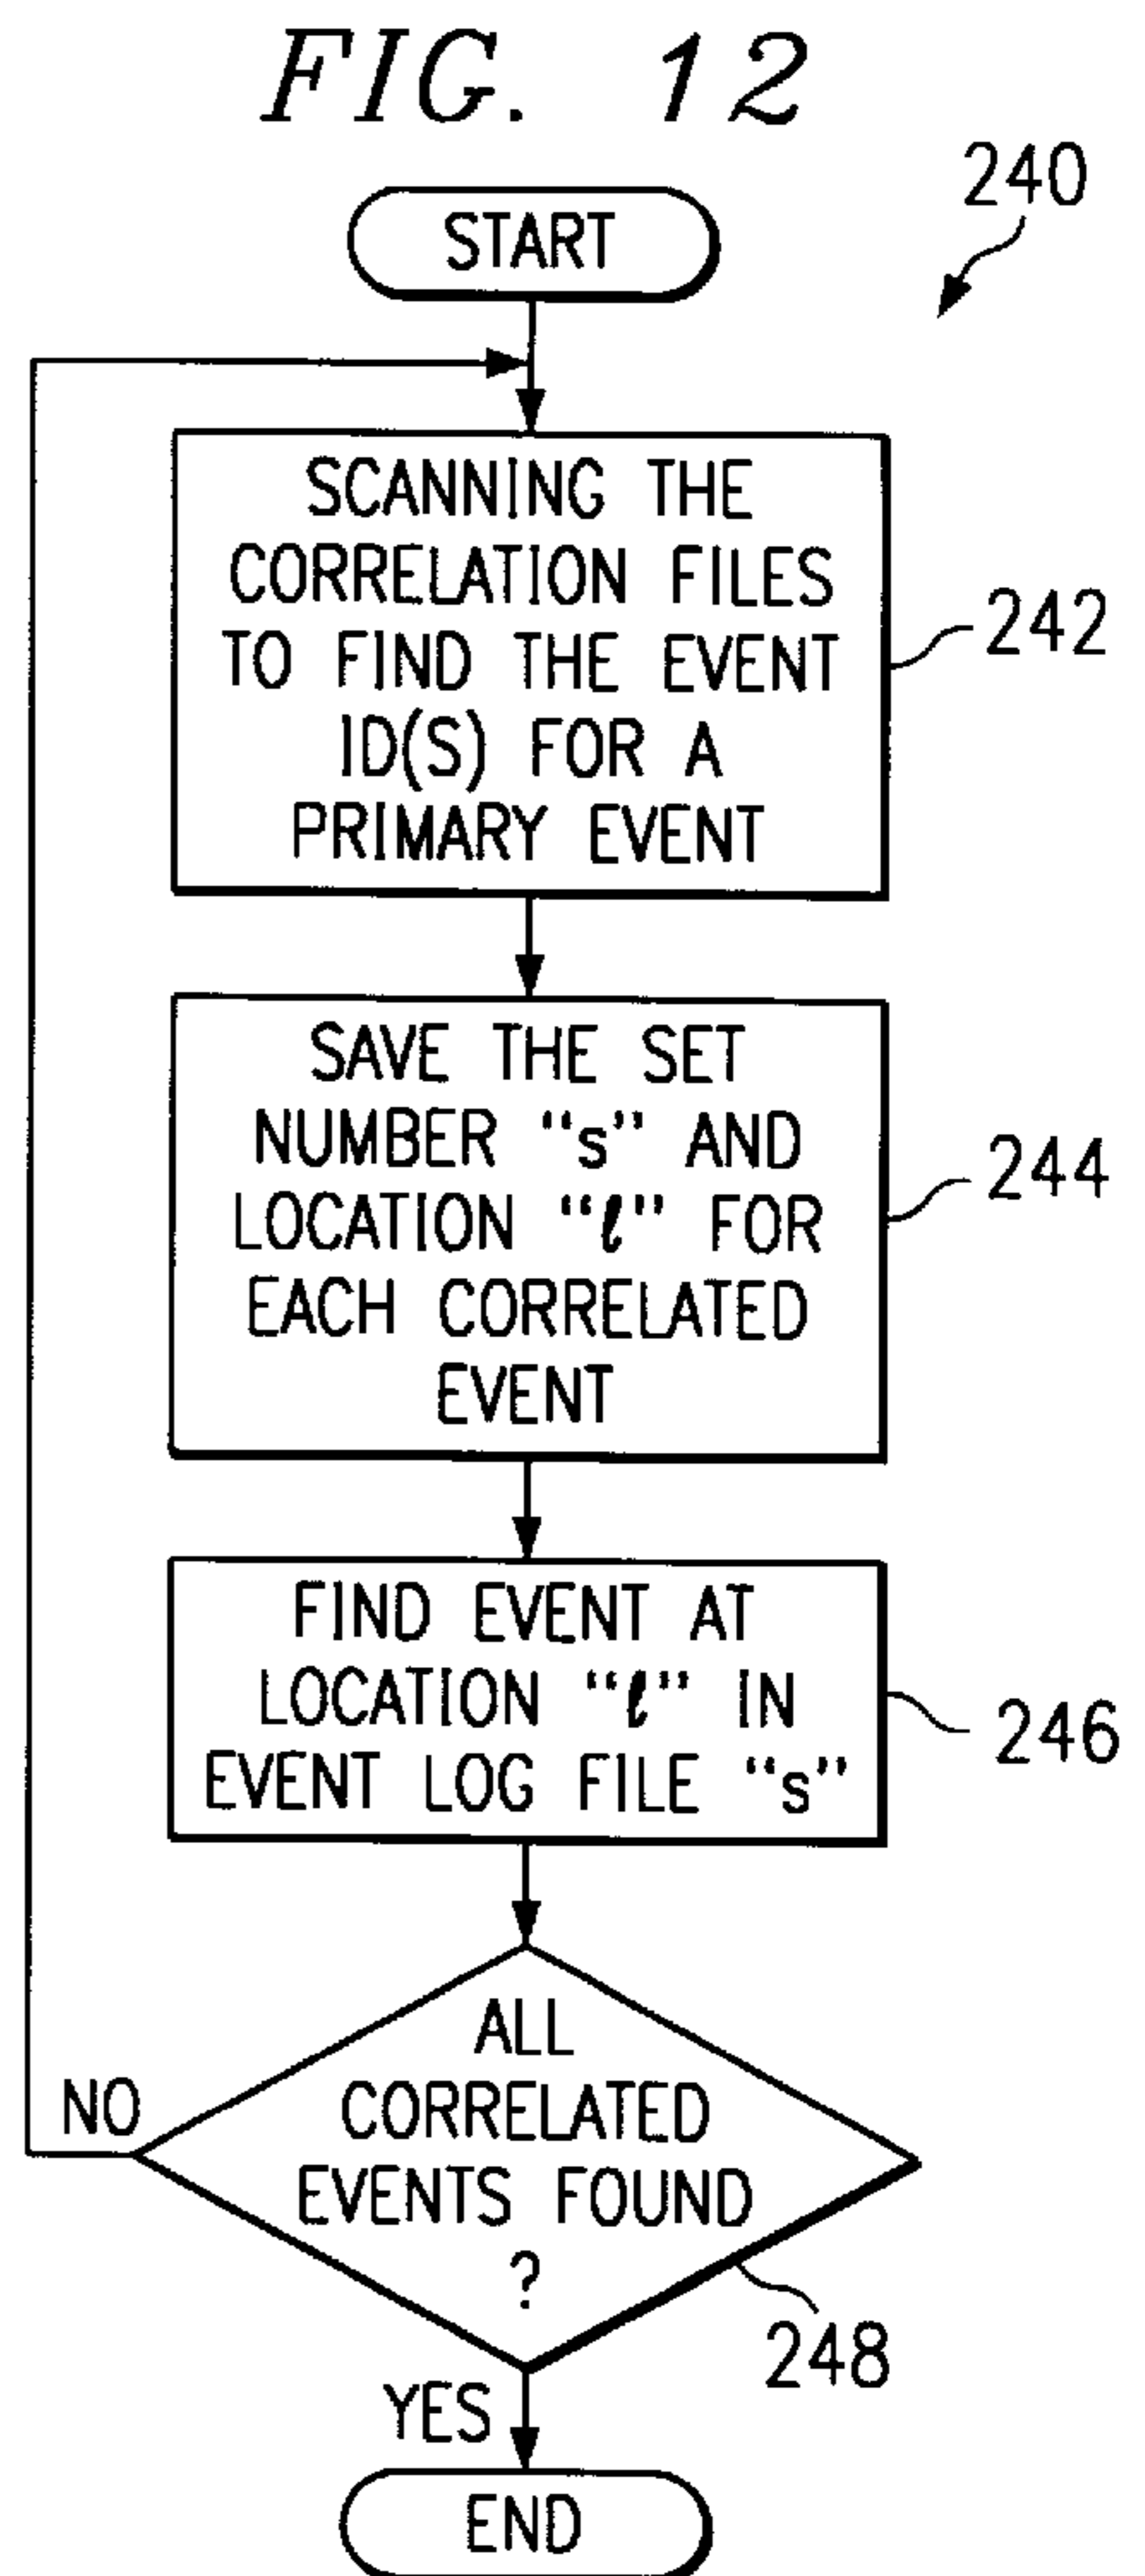 FIG. 12
240
START
SCANNING THE
CORRELATION FILES
TO FIND THE EVENT
ID(S) FOR A
PRIMARY EVENT
242
SAVE THE SET
NUMBER "s" AND
LOCATION "ℓ" FOR
EACH CORRELATED
EVENT
244
FIND EVENT AT
LOCATION "ℓ" IN
EVENT LOG FILE "s"
246
ALL
CORRELATED
EVENTS FOUND
?
NO
248
YES
END